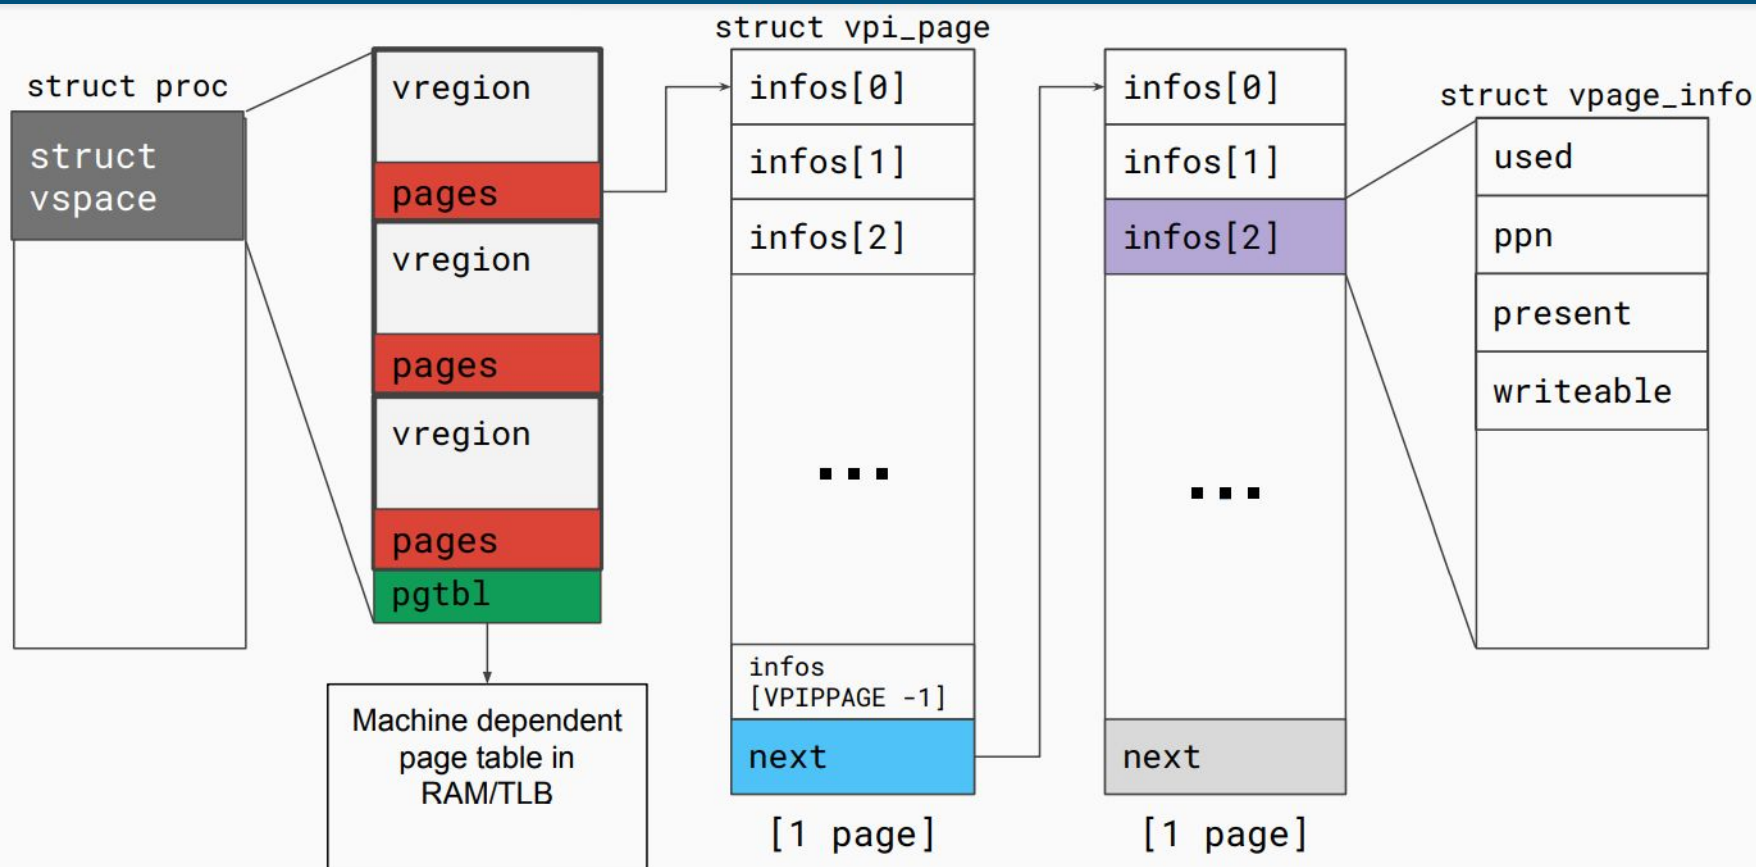 struct proc
struct
vspace
vregion
pages
vregion
pages
vregion
pages
pgtbl
Machine dependent
page table in
RAM/TLB
struct vpi_page
infos[0]
infos[1]
infos[2]
...
infos
[VPIPPAGE -1]
next
[1 page]
infos[0]
infos[1]
infos[2]
...
next
[1 page]
struct vpage_info
used
ppn
present
writeable